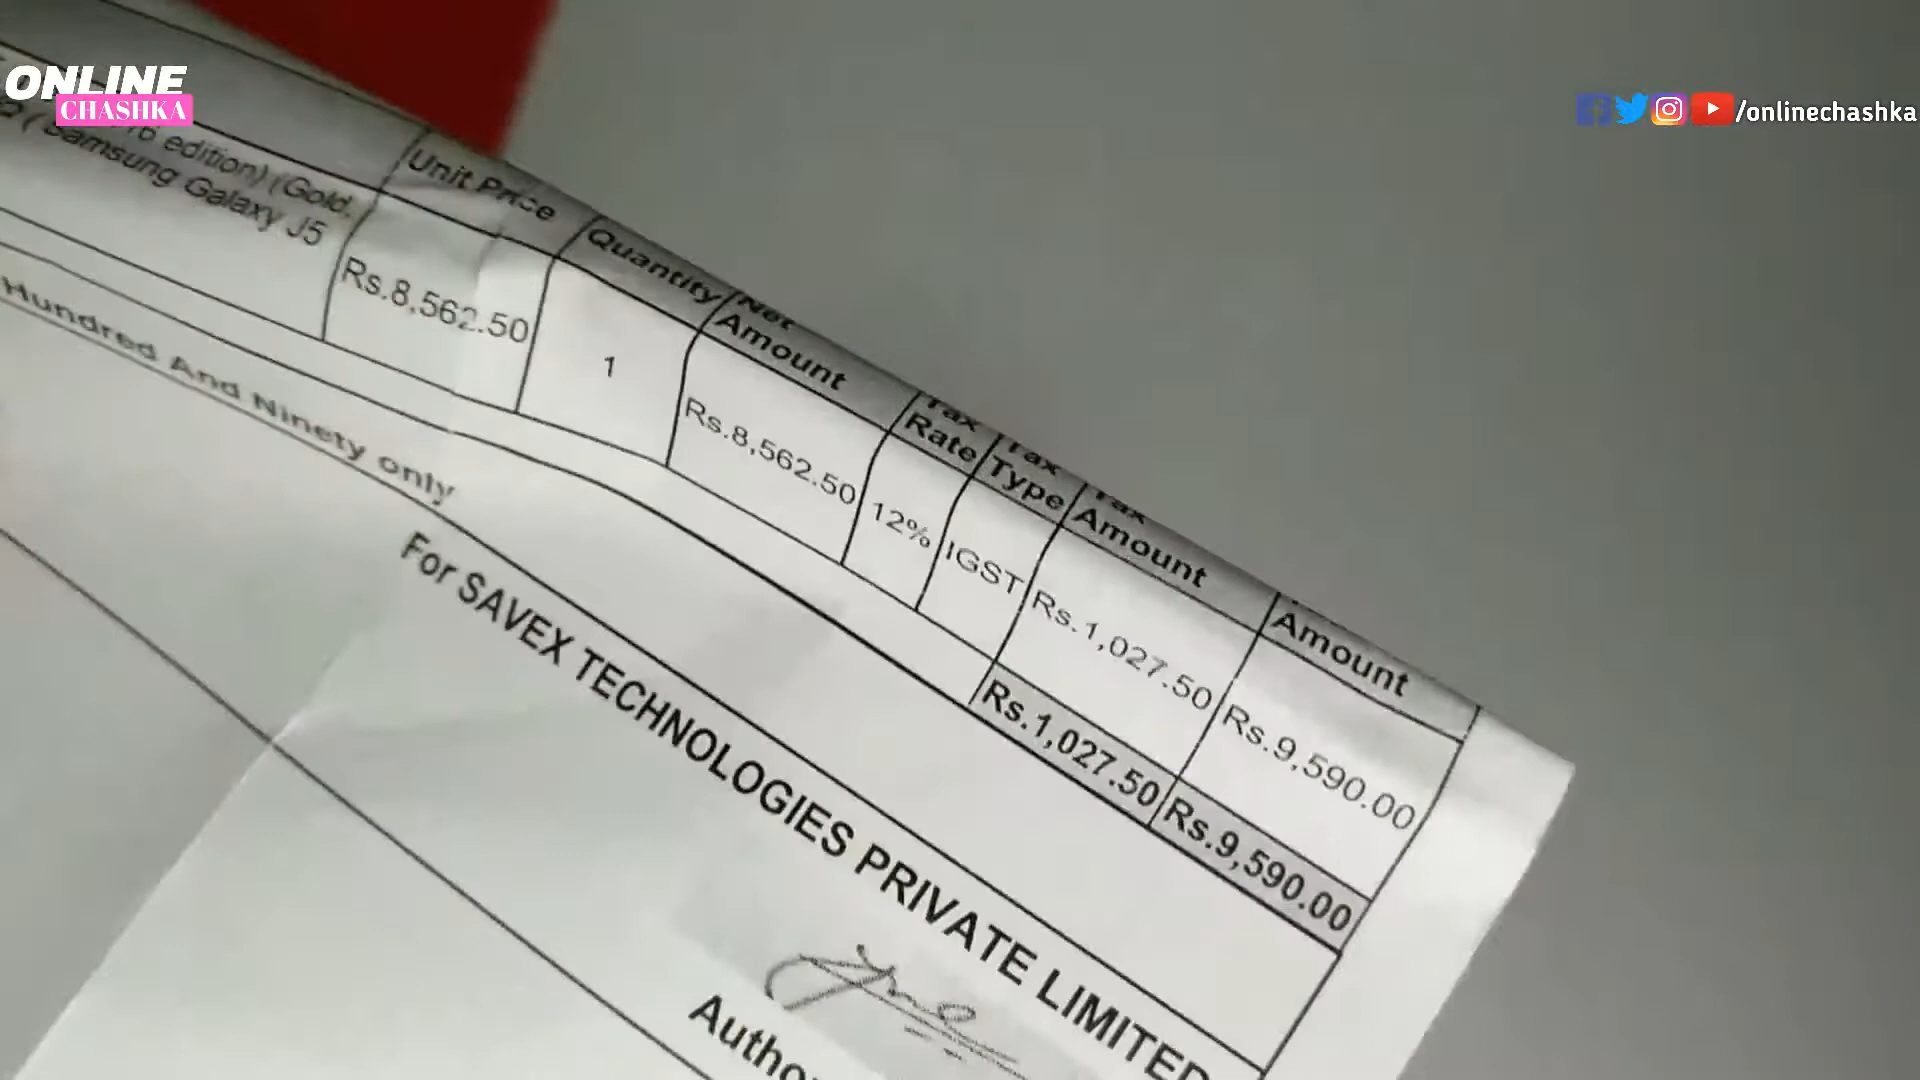 ONLINE
CHASHKA
/onlinechashka
Unit Price
Quantity
Net
Amount
Tax
Rate
Tax
Type
Tax
Amount
Amount
edition) (Gold,
(Samsung Galaxy J5
Rs.8,562.50
1
Rs.8,562.50
12%
IGST
Rs.1,027.50
Rs.9,590.00
Rs.1,027.50
Rs.9,590.00
Hundred And Ninety only
For SAVEX TECHNOLOGIES PRIVATE LIMITED